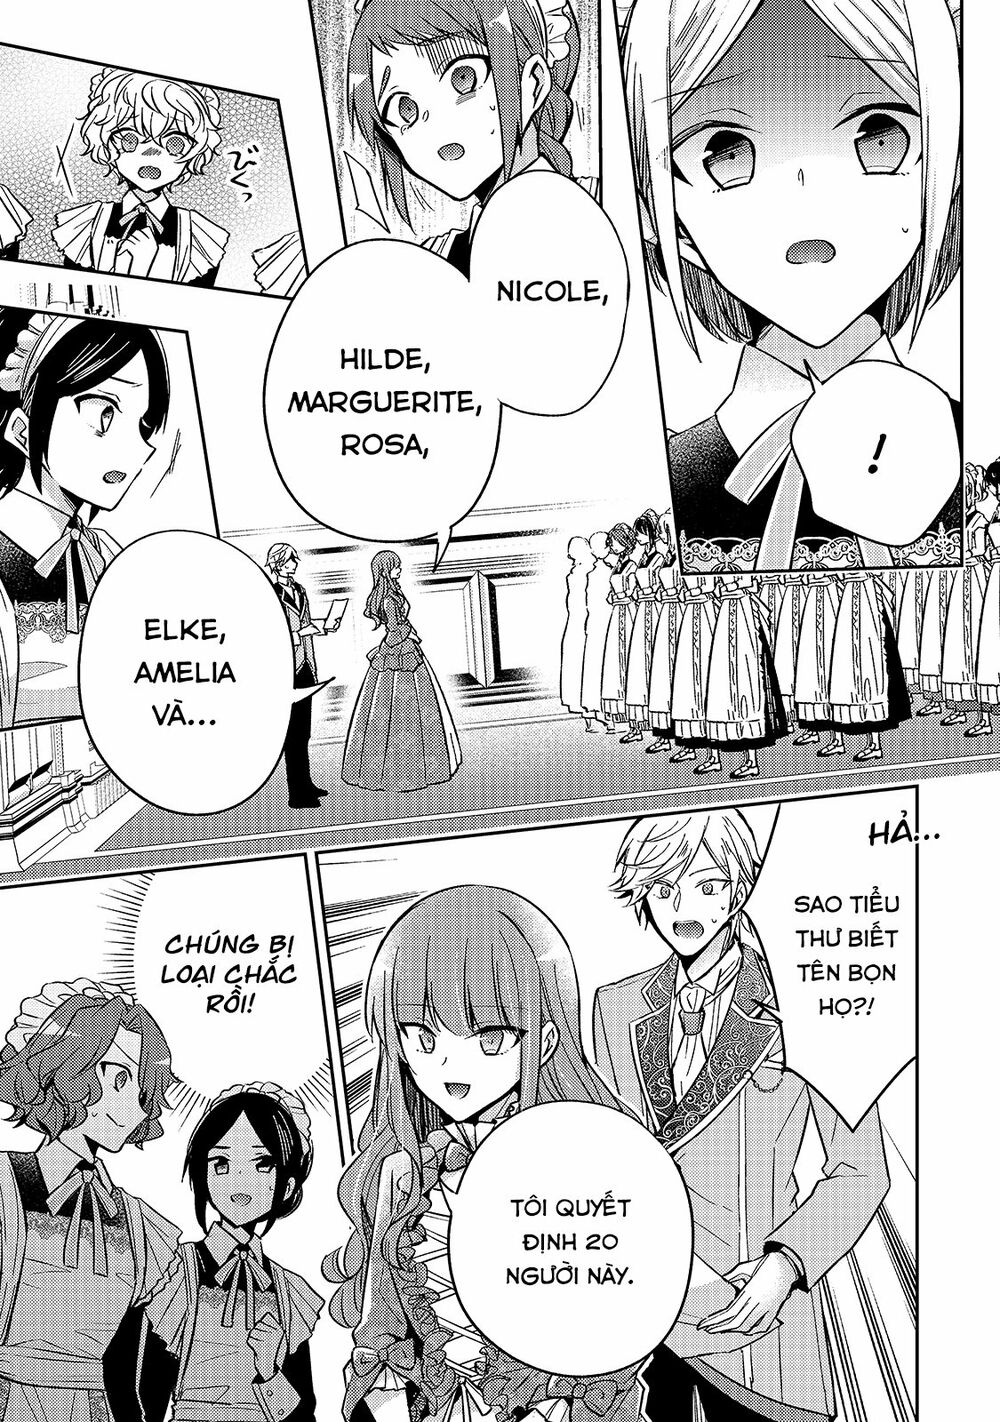 !
NICOLE,
HILDE,
MARGUERITE,
ROSA,
びくっ
ELKE,
AMELIA
VÀ...
HẢ...
SAO TIỂU
THƯ BIẾT
TÊN BỌN
HỌ?!
TÔI QUYẾT
ĐỊNH 20
NGƯỜI NÀY.
CHÚNG BỊ
LOẠI CHẮC
RỒI!